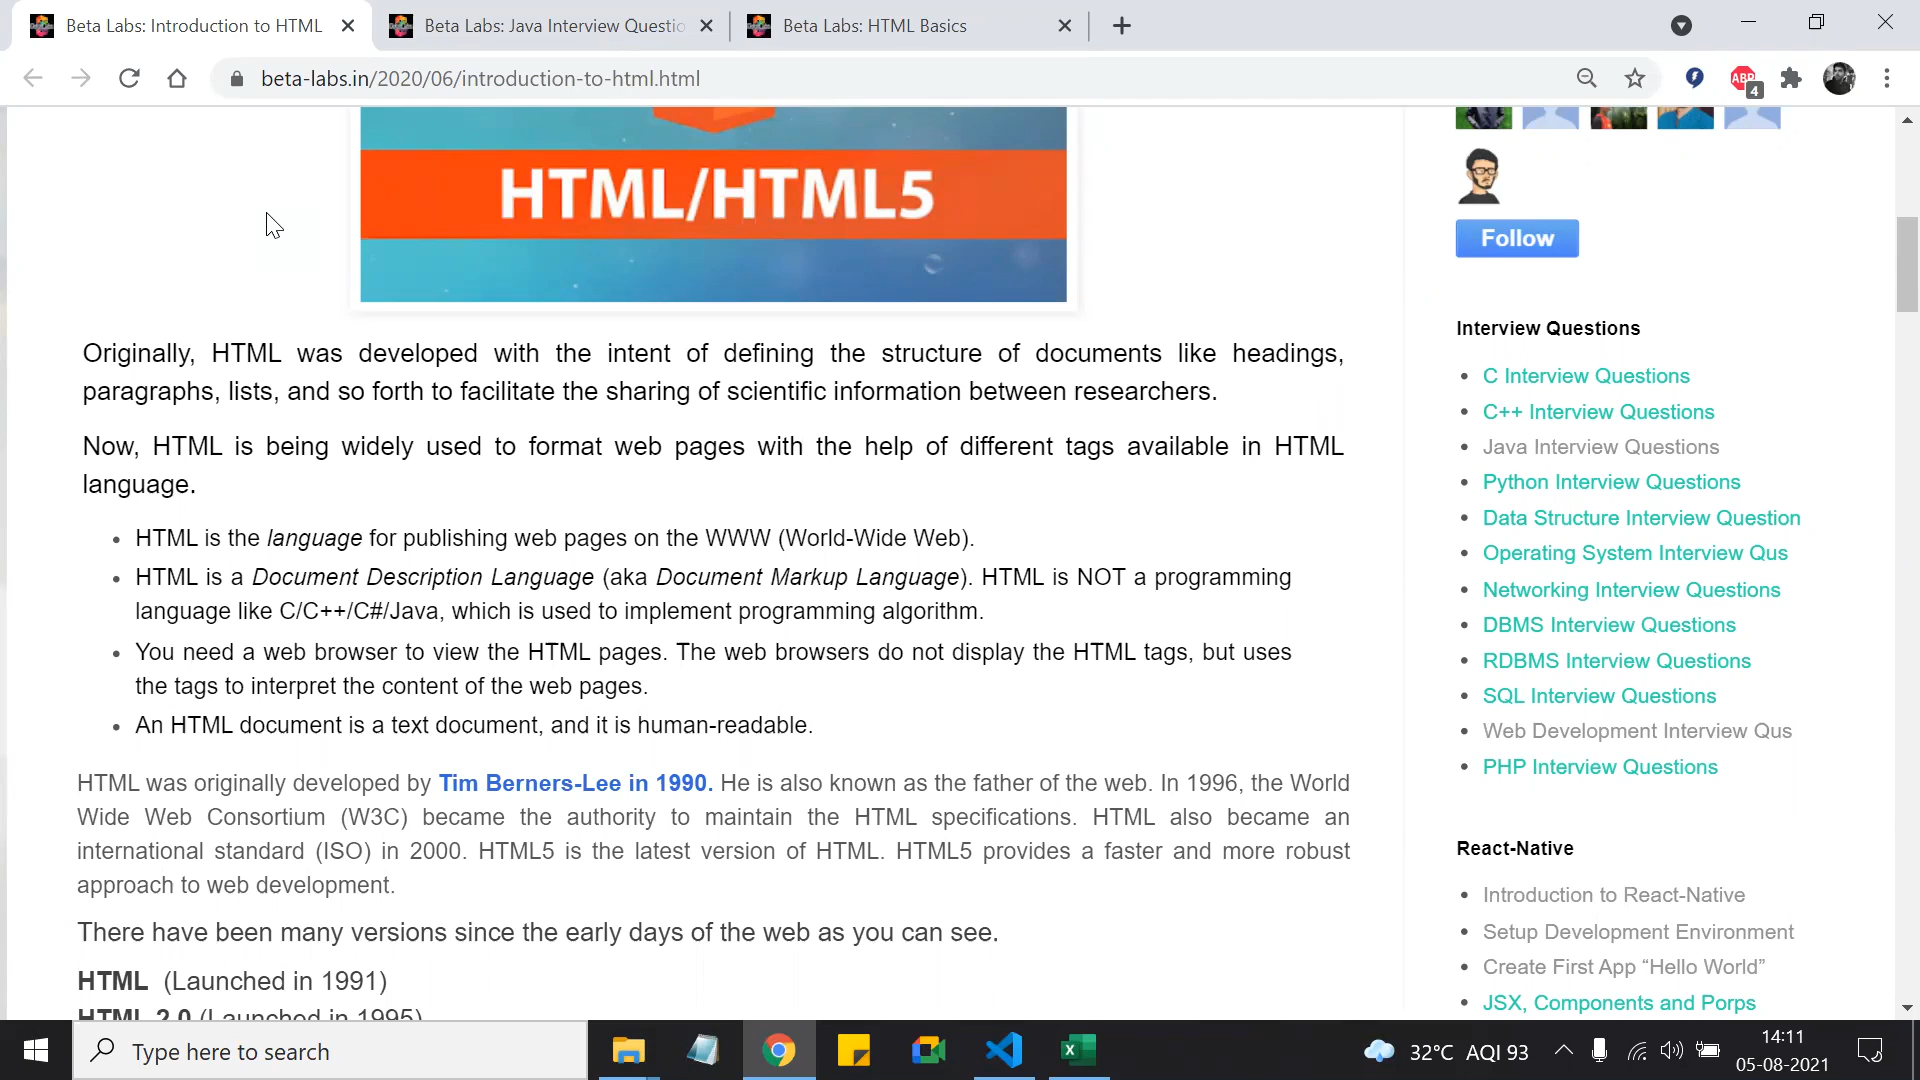 Beta Labs: Introduction to HTML
Beta Labs: Java Interview Questio
Beta Labs: HTML Basics
beta-labs.in/2020/06/introduction-to-html.html
ABP
4
HTML/HTML5
Originally, HTML was developed with the intent of defining the structure of documents like headings,
paragraphs, lists, and so forth to facilitate the sharing of scientific information between researchers.
Now, HTML is being widely used to format web pages with the help of different tags available in HTML
language.
HTML is the language for publishing web pages on the WWW (World-Wide Web).
HTML is a Document Description Language (aka Document Markup Language). HTML is NOT a programming
language like C/C++/C#/Java, which is used to implement programming algorithm.
You need a web browser to view the HTML pages. The web browsers do not display the HTML tags, but uses
the tags to interpret the content of the web pages.
An HTML document is a text document, and it is human-readable.
HTML was originally developed by Tim Berners-Lee in 1990. He is also known as the father of the web. In 1996, the World
Wide Web Consortium (W3C) became the authority to maintain the HTML specifications. HTML also became an
international standard (ISO) in 2000. HTML5 is the latest version of HTML. HTML5 provides a faster and more robust
approach to web development.
There have been many versions since the early days of the web as you can see.
HTML (Launched in 1991)
HTML 2.0 (Launched in 1995)
Follow
Interview Questions
C Interview Questions
C++ Interview Questions
Java Interview Questions
Python Interview Questions
Data Structure Interview Question
Operating System Interview Qus
Networking Interview Questions
DBMS Interview Questions
RDBMS Interview Questions
SQL Interview Questions
Web Development Interview Qus
PHP Interview Questions
React-Native
Introduction to React-Native
Setup Development Environment
Create First App “Hello World”
JSX, Components and Porps
Type here to search
32°C AQI 93
14:11
05-08-2021